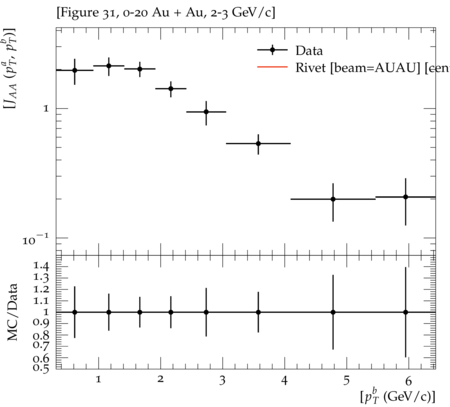 [Figure 31, 0-20 Au + Au, 2-3 GeV/c]
[J_{AA} (p_T^a, p_T^b)]
Data
Rivet [beam=AUAU] [cen
1
10^{-1}
MC/Data
1.4
1.3
1.2
1.1
1
0.9
0.8
0.7
0.6
0.5
1 2 3 4 5 6
[p_T^b (GeV/c)]